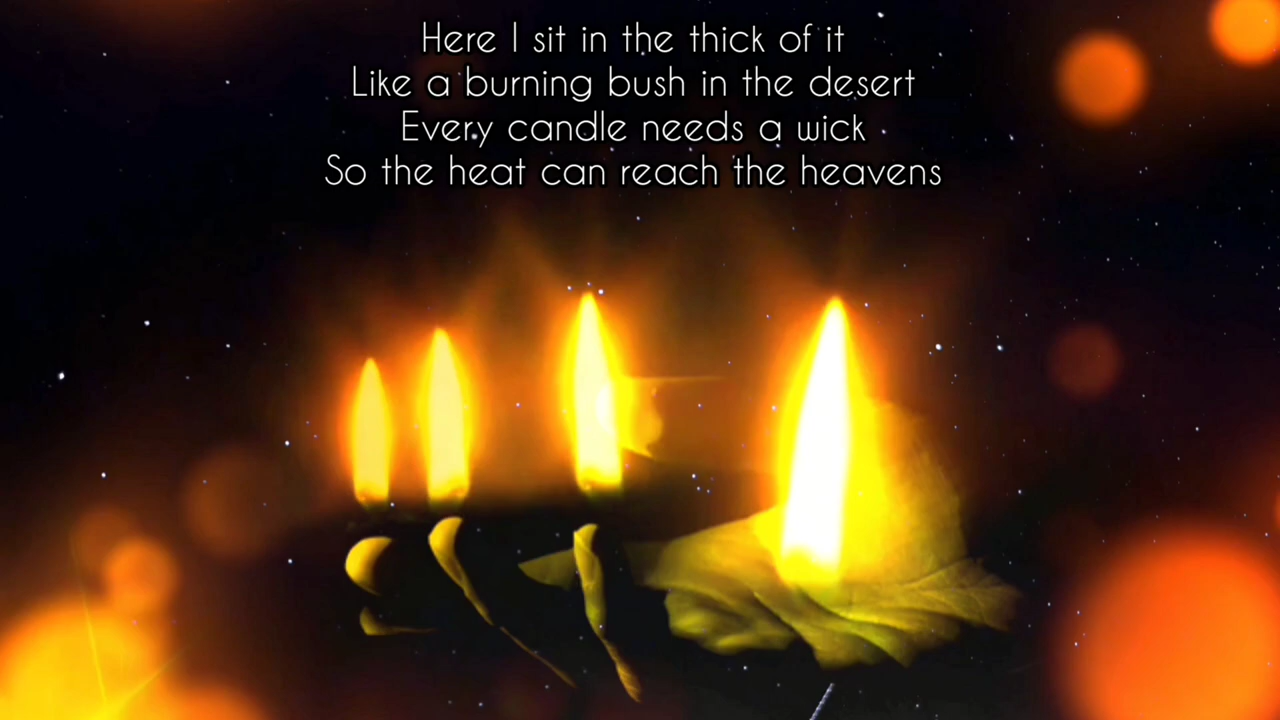 Here I sit in the thick of it
Like a burning bush in the desert
Every candle needs a wick
So the heat can reach the heavens